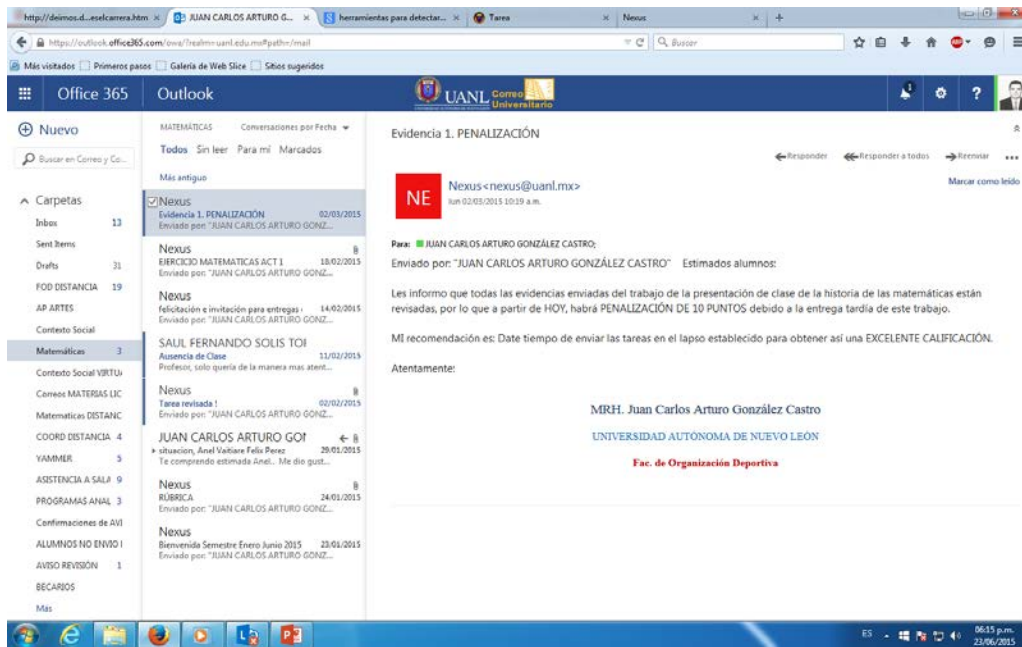 http://deimos.d...eselcarrera.htm
JUAN CARLOS ARTURO G...
herramientas para detectar...
Tarea
Nexus
https://outlook.office365.com/owa/?realm=uanl.edu.mx#path=/mail
Buscar
Más visitados
Primeros pasos
Galería de Web Slice
Sitios sugeridos
Office 365
Outlook
UANL Correo Universitario
?
Nuevo
Buscar en Correo y Co...
Carpetas
Inbox 13
Sent Items
Drafts 31
FOD DISTANCIA 19
AP ARTES
Contexto Social
Matemáticas 3
Contexto Social VIRTU
Correos MATERIAS LIC
Matematicas DISTANC
COORD DISTANCIA 4
YAMMER 5
ASISTENCIA A SALA 9
PROGRAMAS ANAL 3
Confirmaciones de AVI
ALUMNOS NO ENVIO I
AVISO REVISIÓN 1
BECARIOS
Más
MATEMÁTICAS Conversaciones por Fecha
Todos Sin leer Para mí Marcados
Más antiguo
Nexus
Evidencia 1. PENALIZACIÓN 02/03/2015
Enviado por: "JUAN CARLOS ARTURO GONZ...
Nexus
EJERCICIO MATEMATICAS ACT 1 18/02/2015
Enviado por: "JUAN CARLOS ARTURO GONZ...
Nexus
felicitación e invitación para entregas 14/02/2015
Enviado por: "JUAN CARLOS ARTURO GONZ...
SAUL FERNANDO SOLIS TOI
Ausencia de Clase 11/02/2015
Profesor, solo quería de la manera mas atent...
Nexus
Tarea revisada ! 02/02/2015
Enviado por: "JUAN CARLOS ARTURO GONZ...
JUAN CARLOS ARTURO GOI
situacion, Anel Vaitiare Felix Perez 29/01/2015
Te comprendo estimada Anel... Me dio gust...
Nexus
RÚBRICA 24/01/2015
Enviado por: "JUAN CARLOS ARTURO GONZ...
Nexus
Bienvenida Semestre Enero Junio 2015 23/01/2015
Enviado por: "JUAN CARLOS ARTURO GONZ...
Evidencia 1. PENALIZACIÓN
Responder
Responder a todos
Reenviar
...
Marcar como leído
NE
Nexus<nexus@uanl.mx>
lun 02/03/2015 10:19 a.m.
Para: JUAN CARLOS ARTURO GONZÁLEZ CASTRO;
Enviado por: "JUAN CARLOS ARTURO GONZÁLEZ CASTRO" Estimados alumnos:
Les informo que todas las evidencias enviadas del trabajo de la presentación de clase de la historia de las matemáticas están
revisadas, por lo que a partir de HOY, habrá PENALIZACIÓN DE 10 PUNTOS debido a la entrega tardía de este trabajo.
MI recomendación es: Date tiempo de enviar las tareas en el lapso establecido para obtener así una EXCELENTE CALIFICACIÓN.
Atentamente:
MRH. Juan Carlos Arturo González Castro
UNIVERSIDAD AUTÓNOMA DE NUEVO LEÓN
Fac. de Organización Deportiva
ES
06:15 p.m.
23/06/2015